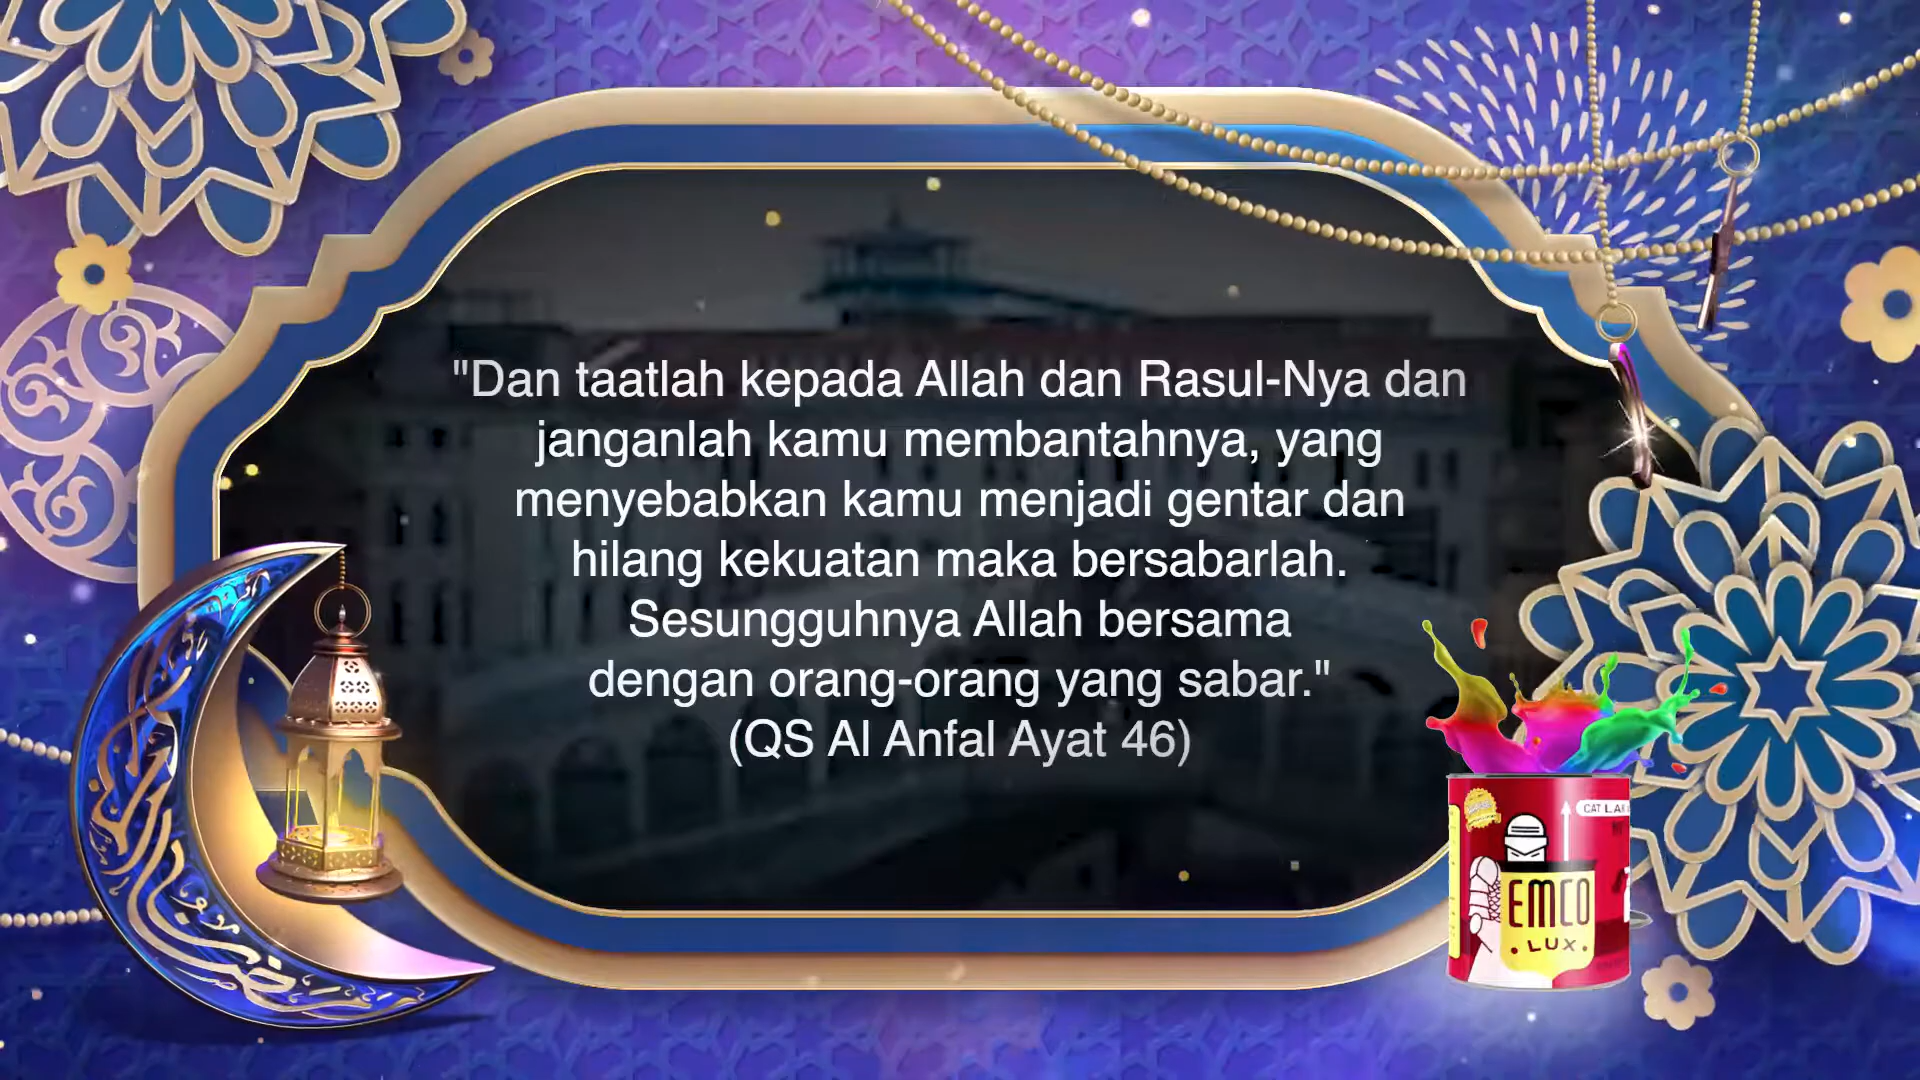 "Dan taatlah kepada Allah dan Rasul-Nya dan
janganlah kamu membantahnya, yang
menyebabkan kamu menjadi gentar dan
hilang kekuatan maka bersabarlah.
Sesungguhnya Allah bersama
dengan orang-orang yang sabar."
(QS Al Anfal Ayat 46)
CAT
EMCO
LUX